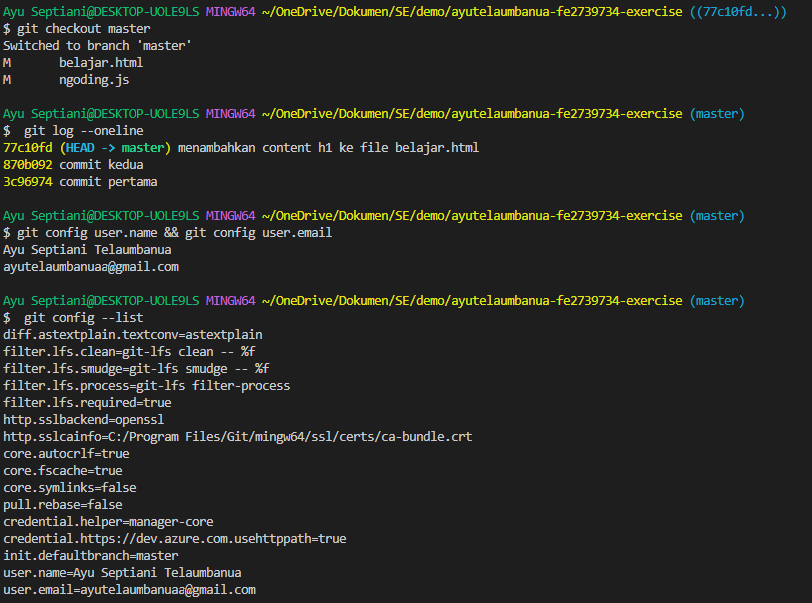 Ayu Septiani@DESKTOP-UOLE9LS MINGW64 ~/OneDrive/Dokumen/SE/demo/ayutelaumbanua-fe2739734-exercise ((77c10fd...))
$ git checkout master
Switched to branch 'master'
M       belajar.html
M       ngoding.js
Ayu Septiani@DESKTOP-UOLE9LS MINGW64 ~/OneDrive/Dokumen/SE/demo/ayutelaumbanua-fe2739734-exercise (master)
$  git log --oneline
77c10fd (HEAD -> master) menambahkan content h1 ke file belajar.html
870b092 commit kedua
3c96974 commit pertama
Ayu Septiani@DESKTOP-UOLE9LS MINGW64 ~/OneDrive/Dokumen/SE/demo/ayutelaumbanua-fe2739734-exercise (master)
$ git config user.name && git config user.email
Ayu Septiani Telaumbanua
ayutelaumbanuaa@gmail.com
Ayu Septiani@DESKTOP-UOLE9LS MINGW64 ~/OneDrive/Dokumen/SE/demo/ayutelaumbanua-fe2739734-exercise (master)
$  git config --list
diff.astextplain.textconv=astextplain
filter.lfs.clean=git-lfs clean -- %f
filter.lfs.smudge=git-lfs smudge -- %f
filter.lfs.process=git-lfs filter-process
filter.lfs.required=true
http.sslbackend=openssl
http.sslcainfo=C:/Program Files/Git/mingw64/ssl/certs/ca-bundle.crt
core.autocrlf=true
core.fscache=true
core.symlinks=false
pull.rebase=false
credential.helper=manager-core
credential.https://dev.azure.com.usehttppath=true
init.defaultbranch=master
user.name=Ayu Septiani Telaumbanua
user.email=ayutelaumbanuaa@gmail.com